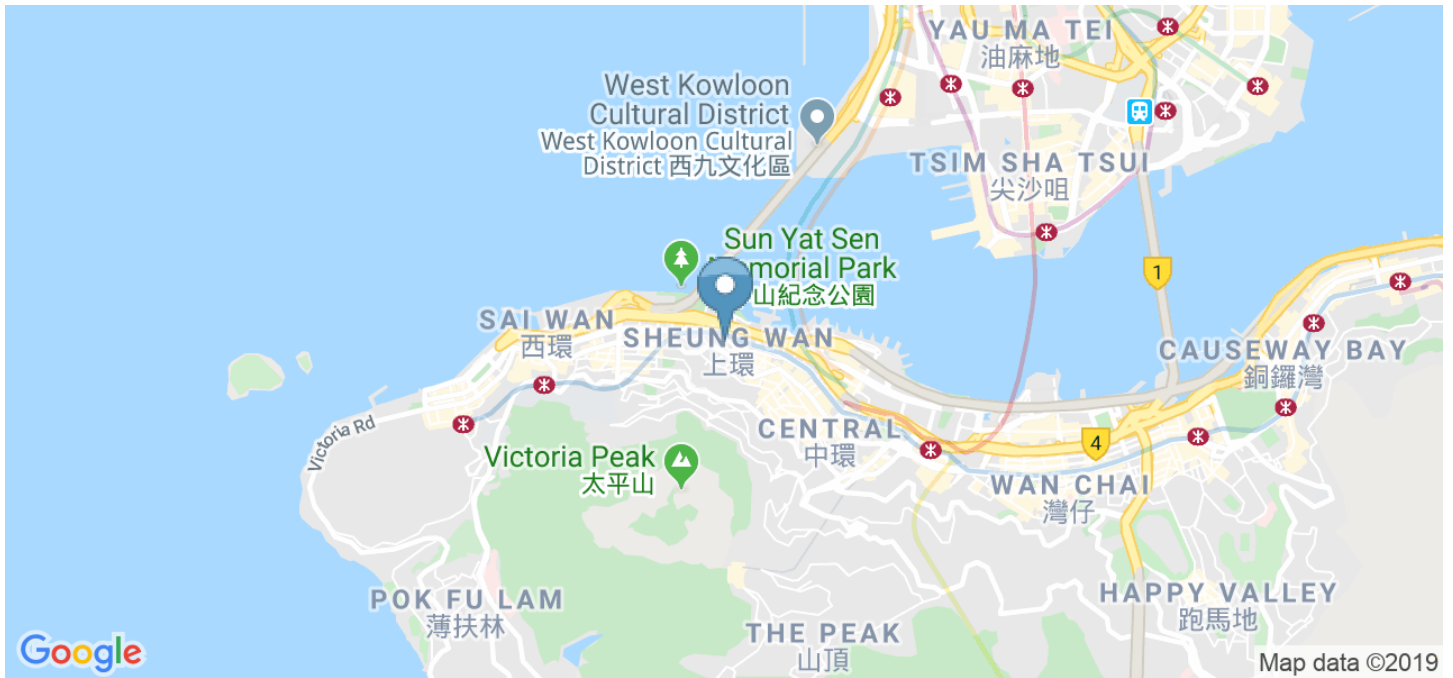 YAU MA TEI
油麻地
West Kowloon
Cultural District
West Kowloon Cultural
District 西九文化區
TSIM SHA TSUI
尖沙咀
Sun Yat Sen
Memorial Park
山紀念公園
1
SAI WAN
西環
SHEUNG WAN
上環
CAUSEWAY BAY
銅鑼灣
Victoria Rd
CENTRAL
中環
4
Victoria Peak
太平山
WAN CHAI
灣仔
POK FU LAM
薄扶林
HAPPY VALLEY
跑馬地
THE PEAK
山頂
Google
Map data ©2019